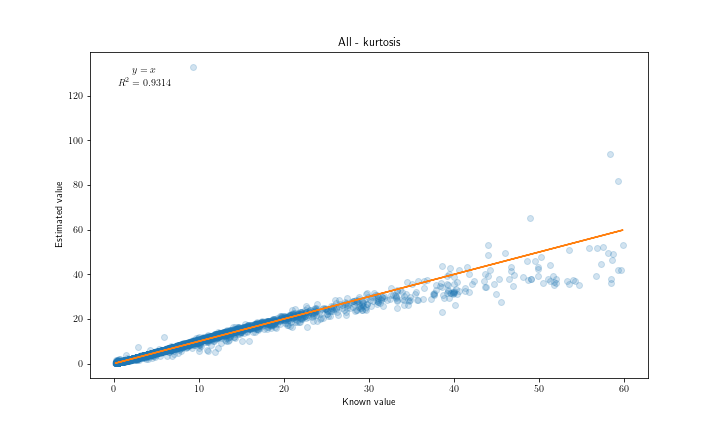 All - kurtosis
y = x
R² = 0.9314
Estimated value
120
100
80
60
40
20
0
0 10 20 30 40 50 60
Known value